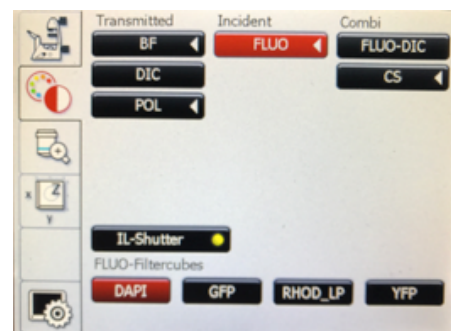 Transmitted Incident Combi
BF FLUO FLUO-DIC
DIC CS
POL
Z
X
Y
IL-Shutter
FLUO-Filtercubes
DAPI GFP RHOD_LP YFP